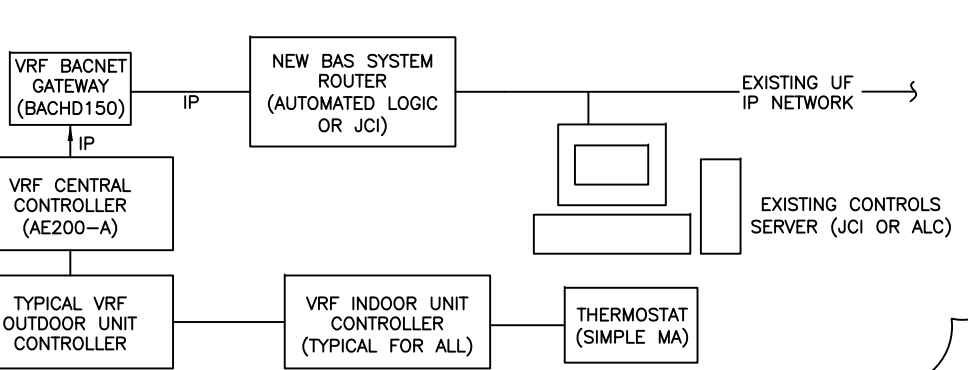 VRF BACNET
GATEWAY
(BACHD150)
IP
NEW BAS SYSTEM
ROUTER
(AUTOMATED LOGIC
OR JCI)
EXISTING UF
IP NETWORK
IP
VRF CENTRAL
CONTROLLER
(AE200-A)
EXISTING CONTROLS
SERVER (JCI OR ALC)
TYPICAL VRF
OUTDOOR UNIT
CONTROLLER
VRF INDOOR UNIT
CONTROLLER
(TYPICAL FOR ALL)
THERMOSTAT
(SIMPLE MA)